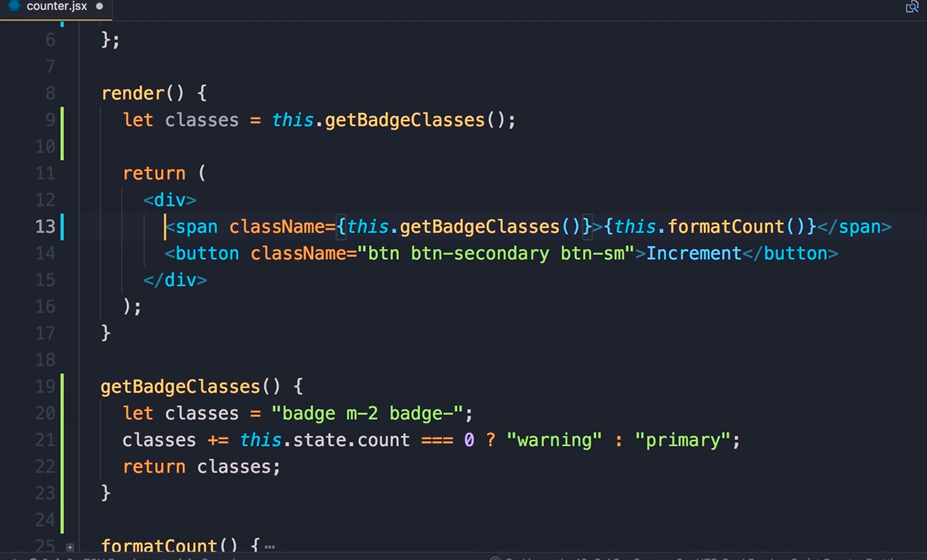 counter.jsx
6 };
7
8 render() {
9 let classes = this.getBadgeClasses();
10
11 return (
12 <div>
13 <span className={this.getBadgeClasses()}>{this.formatCount()}</span>
14 <button className="btn btn-secondary btn-sm">Increment</button>
15 </div>
16 );
17 }
18
19 getBadgeClasses() {
20 let classes = "badge m-2 badge-";
21 classes += this.state.count === 0 ? "warning" : "primary";
22 return classes;
23 }
24
25 formatCount() {